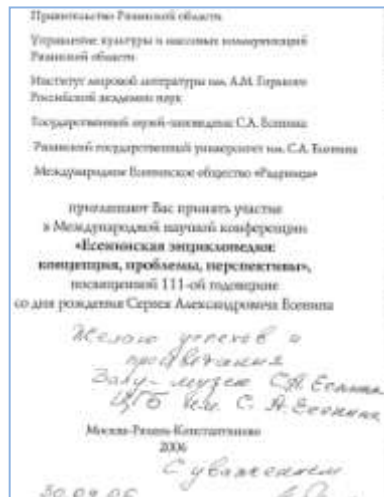 Правительство Рязанской области
Управление культуры и массовых коммуникаций
Рязанской области
Институт мировой литературы им. А.М. Горького
Российской академии наук
Государственный музей-заповедник С.А. Есенина
Рязанский государственный университет им. С.А. Есенина
Международное Есенинское общество «Радуница»
приглашают Вас принять участие
в Международной научной конференции
«Есенинская энциклопедия:
концепция, проблемы, перспективы»,
посвященной 111-ой годовщине
со дня рождения Сергея Александровича Есенина
Желаю успехов и
процветания
Залу-музею С.А. Есенина
ЦГБ им. С.А. Есенина
Москва-Рязань-Константиново
2006
С уважением
30.09.06